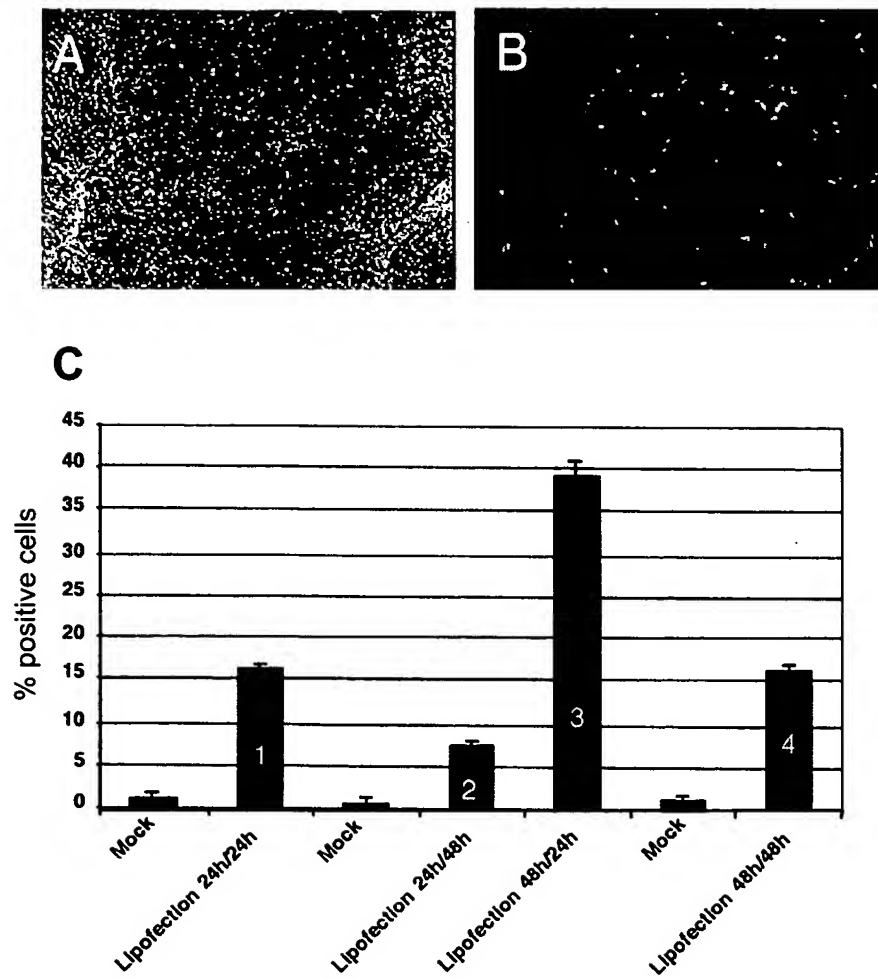 A
B
C
% positive cells
45
40
35
30
25
20
15
10
5
0
1
2
3
4
Mock
Lipofection 24h/24h
Mock
Lipofection 24h/48h
Lipofection 48h/24h
Mock
Lipofection 48h/48h